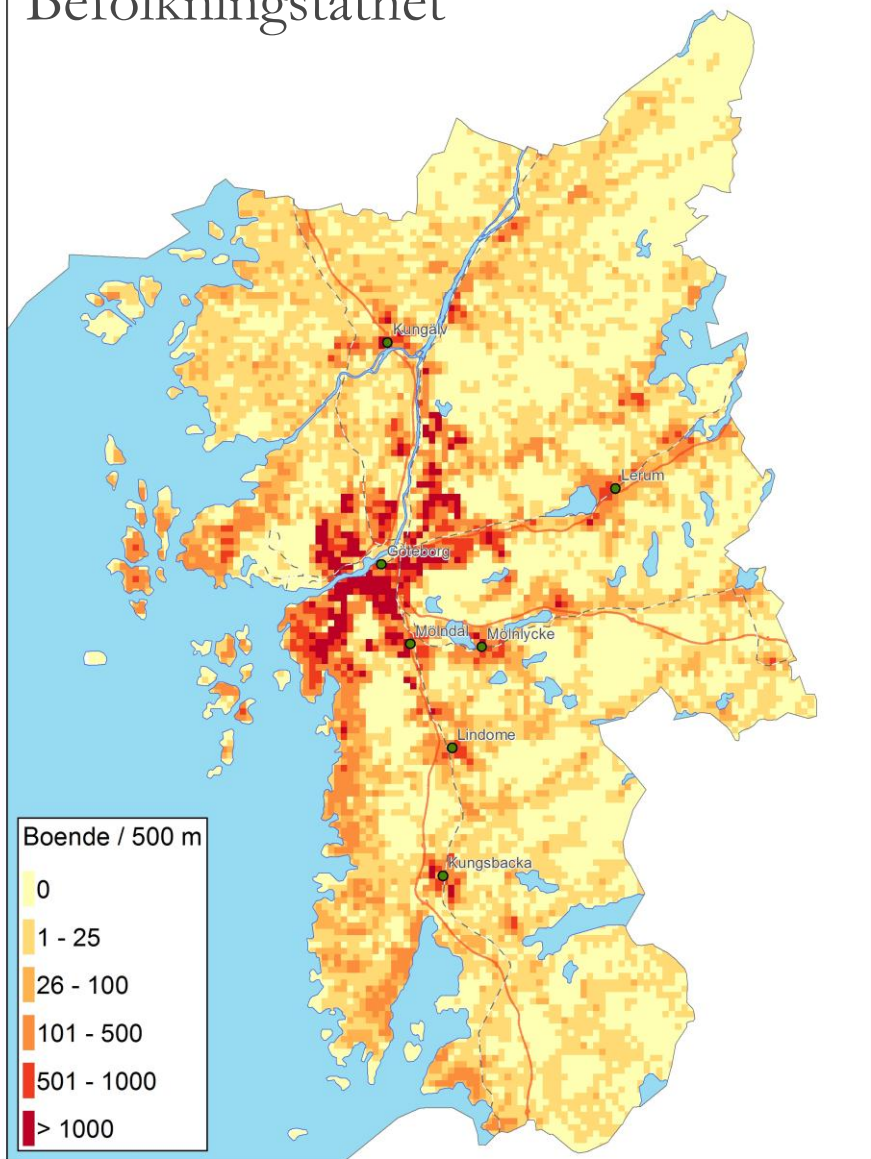 Befolkningstäthet
Kungälv
Lerum
Göteborg
Mölndal
Mölnlycke
Lindome
Kungsbacka
Boende / 500 m
0
1 - 25
26 - 100
101 - 500
501 - 1000
> 1000